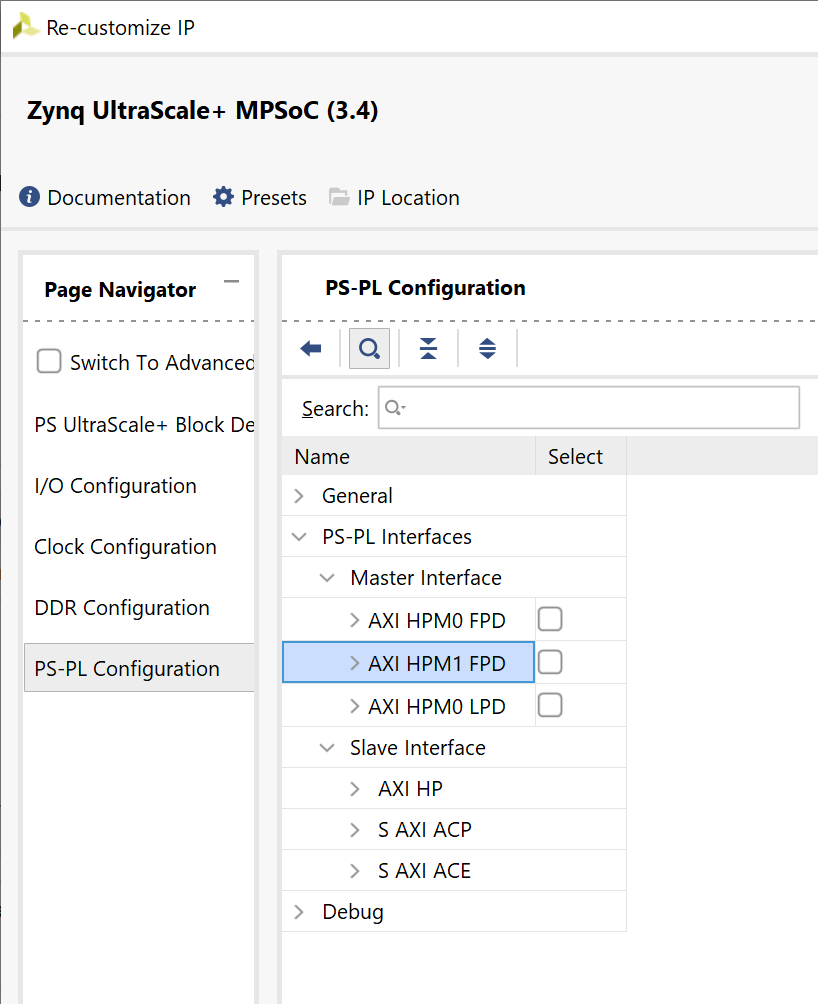 Re-customize IP
Zynq UltraScale+ MPSoC (3.4)
Documentation Presets IP Location
Page Navigator
Switch To Advanced
PS UltraScale+ Block De
I/O Configuration
Clock Configuration
DDR Configuration
PS-PL Configuration
PS-PL Configuration
Search:
Name Select
General
PS-PL Interfaces
Master Interface
AXI HPM0 FPD
AXI HPM1 FPD
AXI HPM0 LPD
Slave Interface
AXI HP
S AXI ACP
S AXI ACE
Debug